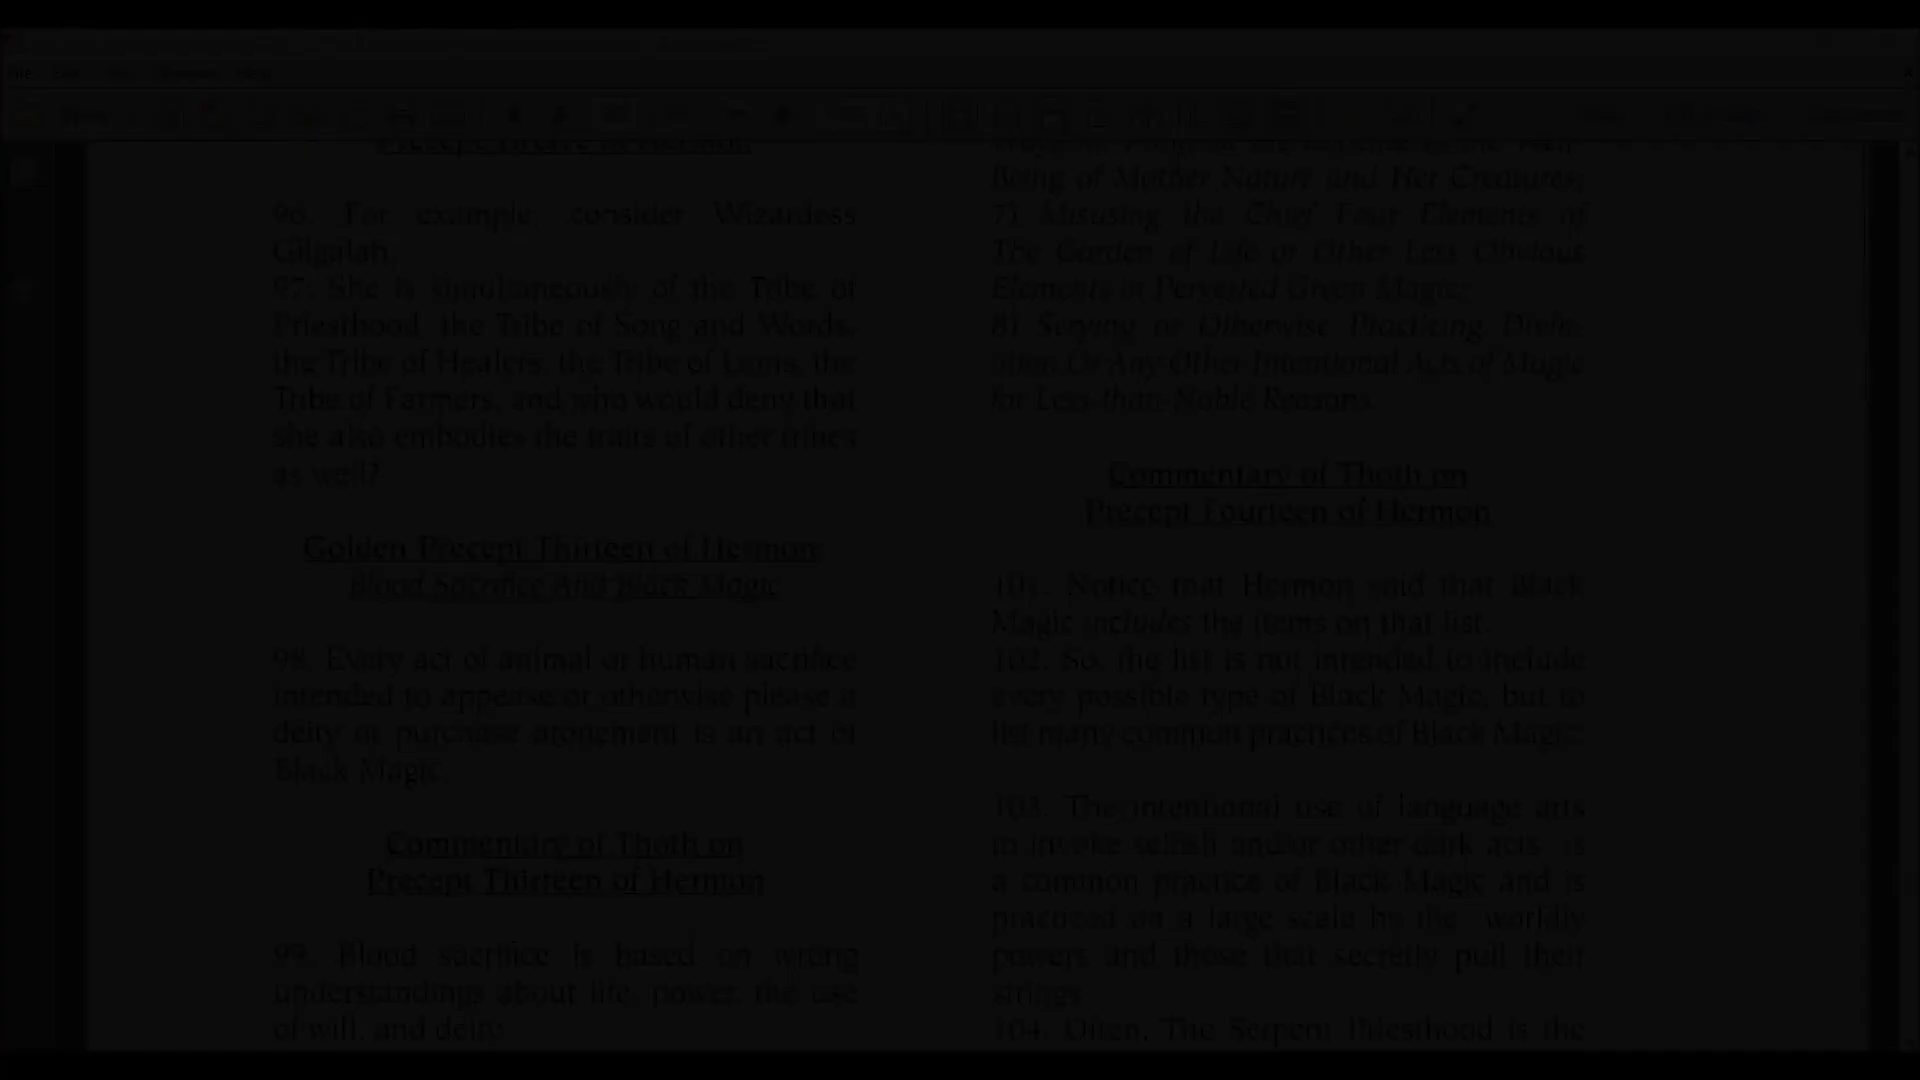 Precept Twelve of Hermon
96. For example, consider Wizardess
Gilgalah.
97. She is simultaneously of the Tribe of
Priesthood, the Tribe of Song and Words,
the Tribe of Healers, the Tribe of Lams, the
Tribe of Farmers, and who would deny that
she also embodies the traits of other tribes
as well?
Golden Precept Thirteen of Hermon:
Blood Sacrifice And Black Magic
98. Every act of animal or human sacrifice
intended to appease or otherwise please a
deity or purchase atonement is an act of
Black Magic.
Commentary of Thoth on
Precept Thirteen of Hermon
99. Blood sacrifice is based on wrong
understandings about life, power, the use
of will, and deity.
Being of Mother Nature and Her Creatures;
7) Misusing the Chief Four Elements of
The Garden of Life or Other Less Obvious
Elements in Perverted Green Magic;
8) Scrying or Otherwise Practicing Divin-
ation Or Any Other Intentional Acts of Magic
for Less-than-Noble Reasons.
Commentary of Thoth on
Precept Fourteen of Hermon
101. Notice that Hermon said that Black
Magic includes the items on that list.
102. So, the list is not intended to include
every possible type of Black Magic, but to
list many common practices of Black Magic.
103. The intentional use of language arts
to invoke selfish and/or other dark acts is
a common practice of Black Magic and is
practiced on a large scale by the worldly
powers and those that secretly pull their
strings.
104. Often, The Serpent Priesthood is the